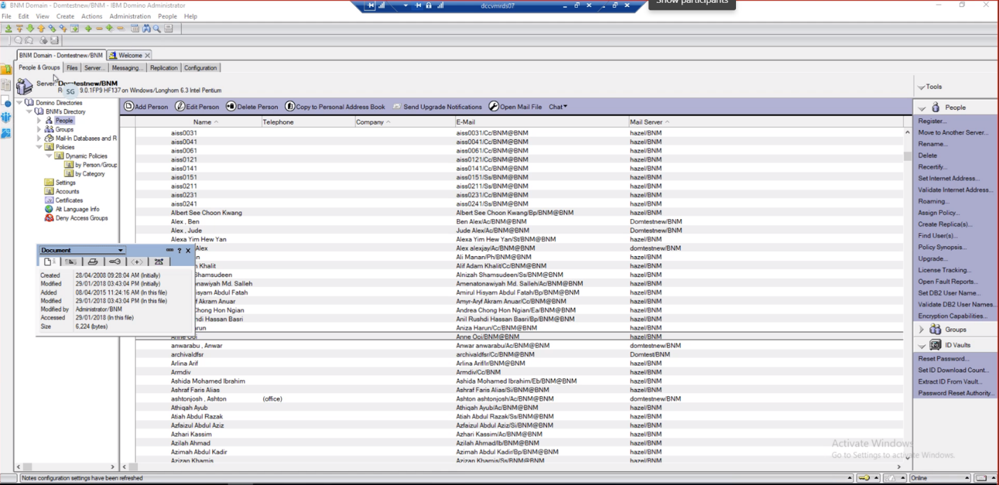 BNM Domain - Domtestnew/BNM - IBM Domino Administrator
dccvmrds07
Show participants
File Edit View Create Actions Administration People Help
BNM Domain - Domtestnew/BNM Welcome
People & Groups Files Server... Messaging... Replication Configuration
Server: Domtestnew/BNM
SG 9.0.1FP9 HF137 on Windows/Longhorn 6.3 Intel Pentium
Tools
Domino Directories
BNM's Directory
People
Groups
Mail-In Databases and R
Policies
Dynamic Policies
by Person/Group
by Category
Settings
Accounts
Certificates
Alt Language Info
Deny Access Groups
Add Person Edit Person Delete Person Copy to Personal Address Book Send Upgrade Notifications Open Mail File Chat
Name Telephone Company E-Mail Mail Server
aiss0031 aiss0031/Cc/BNM@BNM hazel/BNM
aiss0041 aiss0041/Cc/BNM@BNM hazel/BNM
aiss0061 aiss0061/Cc/BNM@BNM hazel/BNM
aiss0121 aiss0121/Cc/BNM@BNM hazel/BNM
aiss0141 aiss0141/Cc/BNM@BNM hazel/BNM
aiss0151 aiss0151/Ss/BNM@BNM hazel/BNM
aiss0211 aiss0211/Ss/BNM@BNM hazel/BNM
aiss0231 aiss0231/Cc/BNM@BNM hazel/BNM
aiss0241 aiss0241/Ss/BNM@BNM hazel/BNM
Albert See Choon Kwang Albert See Choon Kwang/Bp/BNM@BNM hazel/BNM
Alex , Ben Ben Alex/Ac/BNM@BNM Domtestnew/BNM
Alex , Jude Jude Alex/Ac/BNM@BNM Domtestnew/BNM
Alexa Yim Hew Yan Alexa Yim Hew Yan/St/BNM@BNM hazel/BNM
Alex Alex alexjay/Ac/BNM@BNM domtestnew/BNM
Ali Manan/Ph/BNM@BNM hazel/BNM
Khalit Alif Adam Khalit/Cc/BNM@BNM hazel/BNM
Shamsudeen Alnizah Shamsudeen/Ss/BNM@BNM hazel/BNM
onawiyah Md. Salleh Amenatonawiyah Md. Salleh/Ac/BNM@BNM hazel/BNM
isyam Abdul Fatah Amirul Hisyam Abdul Fatah/Bp/BNM@BNM hazel/BNM
f Akram Anuar Amyr-Aryf Akram Anuar/Cc/BNM@BNM hazel/BNM
Chong Hon Ngian Andrea Chong Hon Ngian/Ea/BNM@BNM hazel/BNM
hdi Hassan Basri Anil Rushdi Hassan Basri/Bp/BNM@BNM hazel/BNM
arun Aniza Harun/Cc/BNM@BNM hazel/BNM
Anne Ooi Anne Ooi/BNM@BNM hazel/BNM
anwarabu , Anwar Anwar anwarabu/Ac/BNM@BNM domtestnew/BNM
archivaldfsr archivaldfsr/Cc/BNM@BNM Domtest/BNM
Arlina Arif Arlina Arif/Ir/BNM@BNM hazel/BNM
Armdiv Armdiv/Cc/BNM hazel/BNM
Ashida Mohamed Ibrahim Ashida Mohamed Ibrahim/Eb/BNM@BNM hazel/BNM
Ashraf Faris Alias Ashraf Faris Alias/Si/BNM@BNM hazel/BNM
ashtonjosh , Ashton (office) Ashton ashtonjosh/Ac/BNM@BNM domtestnew/BNM
Athiqah Ayub Athiqah Ayub/Ac/BNM@BNM hazel/BNM
Atiah Abdul Razak Atiah Abdul Razak/Ss/BNM@BNM hazel/BNM
Azfaizul Abdul Aziz Azfaizul Abdul Aziz/Si/BNM@BNM hazel/BNM
Azhari Kassim Azhari Kassim/Ac/BNM@BNM hazel/BNM
Azilah Ahmad Azilah Ahmad/Ib/BNM@BNM hazel/BNM
Azimah Abdul Kadir Azimah Abdul Kadir/Bp/BNM@BNM hazel/BNM
Azizan Khamis Azizan Khamis/Ss/BNM@BNM hazel/BNM
Document
Created 28/04/2008 09:28:04 AM (Initially)
Modified 29/01/2018 03:43:04 PM (Initially)
Added 08/04/2015 11:24:16 AM (In this file)
Modified 29/01/2018 03:43:04 PM (In this file)
Modified by Administrator/BNM
Accessed 29/01/2018 (In this file)
Size 6,224 (bytes)
People
Register...
Move to Another Server...
Rename...
Delete
Recertify...
Set Internet Address...
Validate Internet Address...
Roaming...
Assign Policy...
Create Replica(s)...
Find User(s)...
Policy Synopsis...
Upgrade...
License Tracking...
Open Fault Reports...
Set DB2 User Name...
Validate DB2 User Names...
Encryption Capabilities...
Groups
ID Vaults
Reset Password...
Set ID Download Count...
Extract ID From Vault...
Password Reset Authority...
Activate Windows
Go to Settings to activate Windows.
Notes configuration settings have been refreshed
Online